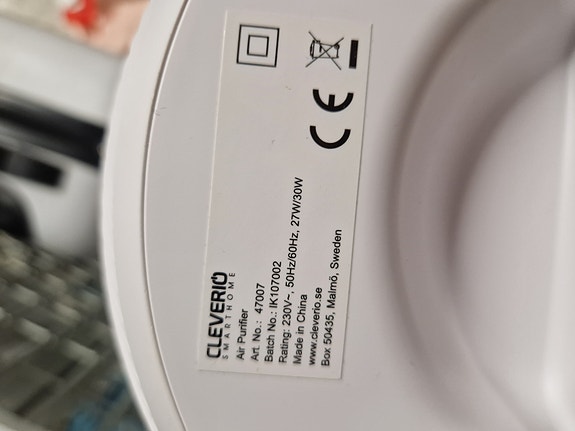 CLEVERIO
SMARTHOME
Air Purifier
Art. No.: 47007
Batch No.: IK107002
Rating: 230V~, 50Hz/60Hz, 27W/30W
Made in China
www.cleverio.se
Box 50435, Malmö, Sweden
CE